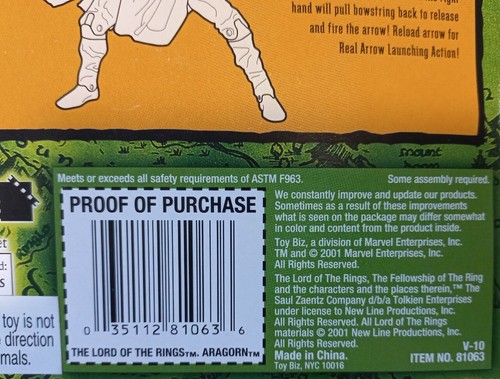 hand will pull bowstring back to release
and fire the arrow! Reload arrow for
Real Arrow Launching Action!
mount
Meets or exceeds all safety requirements of ASTM F963.
Some assembly required.
PROOF OF PURCHASE
0 35112 81063 6
THE LORD OF THE RINGS™. ARAGORN™
We constantly improve and update our products.
Sometimes as a result of these improvements
what is seen on the package may differ somewhat
in color and content from the product inside.
Toy Biz, a division of Marvel Enterprises, Inc.
TM and © 2001 Marvel Enterprises, Inc.
All Rights Reserved.
The Lord of The Rings, The Fellowship of The Ring
and the characters and the places therein,™ The
Saul Zaentz Company d/b/a Tolkien Enterprises
under license to New Line Productions, Inc.
All Rights Reserved. All Lord of The Rings
materials © 2001 New Line Productions, Inc.
All Rights Reserved.
Made in China.
Toy Biz, NYC 10016
V-10
ITEM NO. 81063
toy is not
direction
mals.